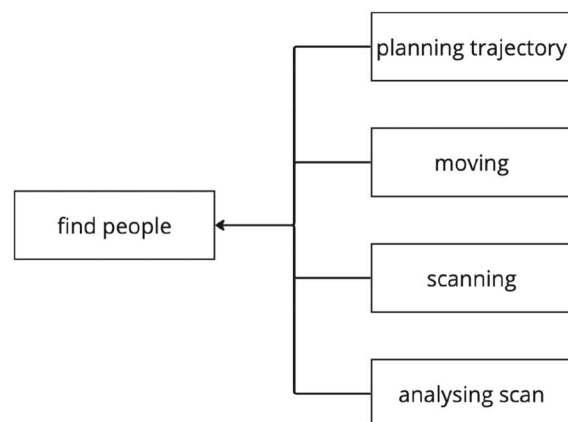 planning trajectory
moving
find people
scanning
analysing scan